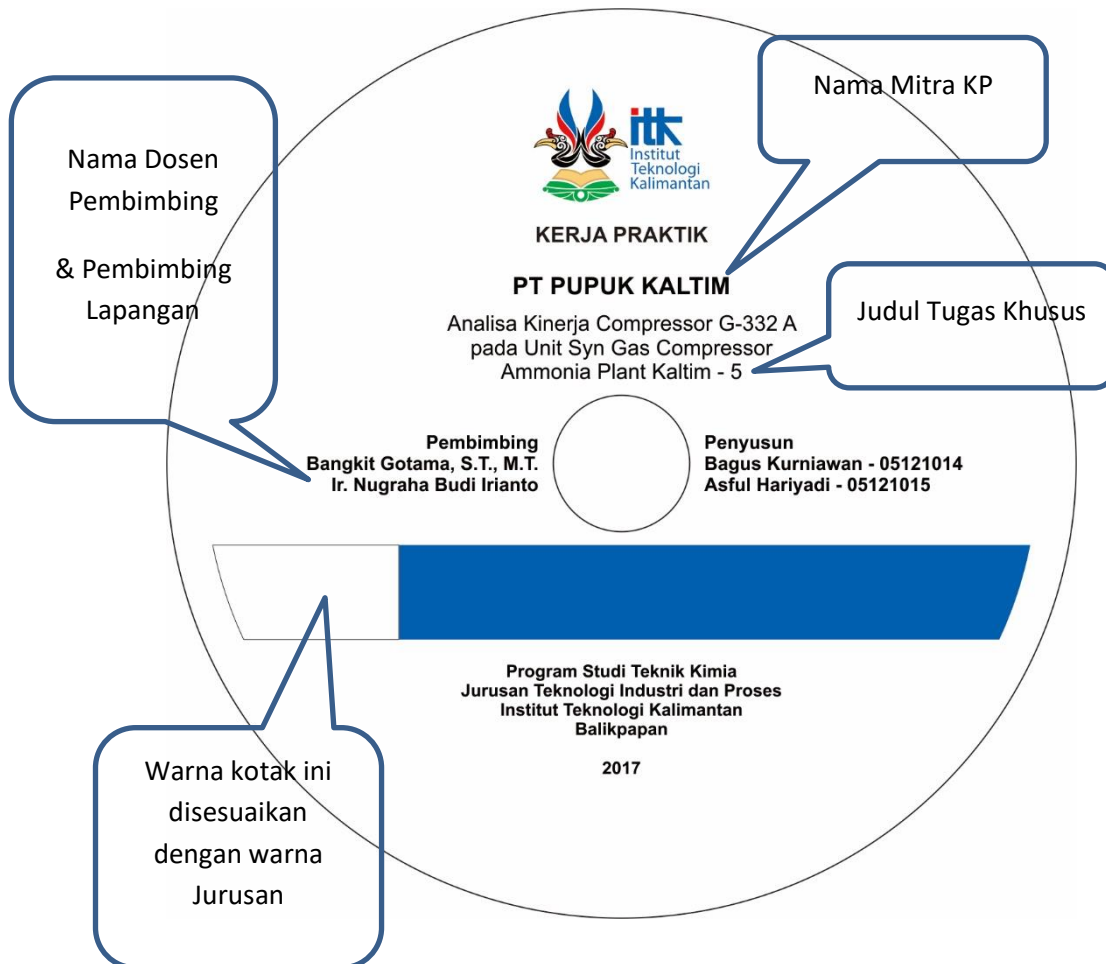 Nama Mitra KP
Nama Dosen
Pembimbing
& Pembimbing
Lapangan
itk
Institut
Teknologi
Kalimantan
KERJA PRAKTIK
PT PUPUK KALTIM
Judul Tugas Khusus
Analisa Kinerja Compressor G-332 A
pada Unit Syn Gas Compressor
Ammonia Plant Kaltim - 5
Pembimbing
Bangkit Gotama, S.T., M.T.
Ir. Nugraha Budi Irianto
Penyusun
Bagus Kurniawan - 05121014
Asful Hariyadi - 05121015
Program Studi Teknik Kimia
Jurusan Teknologi Industri dan Proses
Institut Teknologi Kalimantan
Balikpapan
2017
Warna kotak ini
disesuaikan
dengan warna
Jurusan